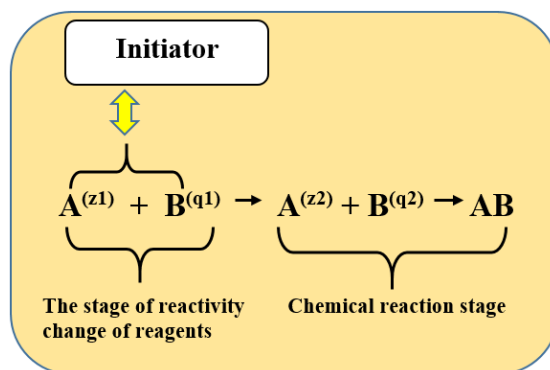 Initiator
A(z1) + B(q1) → A(z2) + B(q2) → AB
The stage of reactivity
change of reagents
Chemical reaction stage